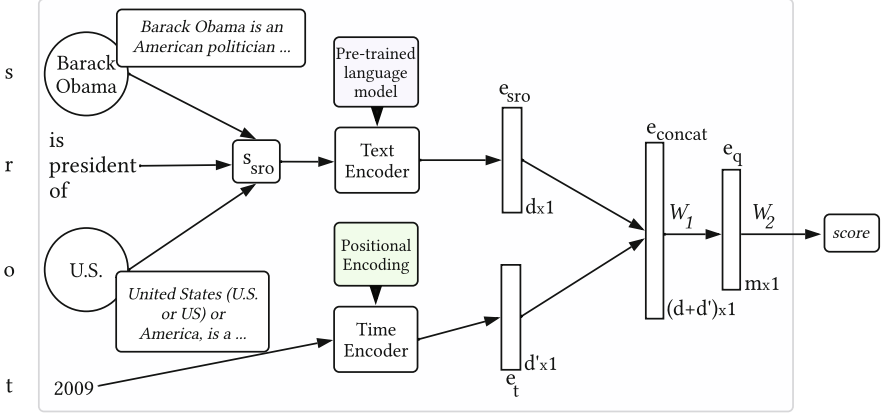 s
Barack
Obama
Barack Obama is an
American politician ...
r
is
president
of
s_sro
o
U.S.
United States (U.S.
or US) or
America, is a ...
t
2009
Pre-trained
language
model
Text
Encoder
Positional
Encoding
Time
Encoder
e_sro
dx1
e_t
d'x1
e_concat
(d+d')x1
W_1
e_q
mx1
W_2
score